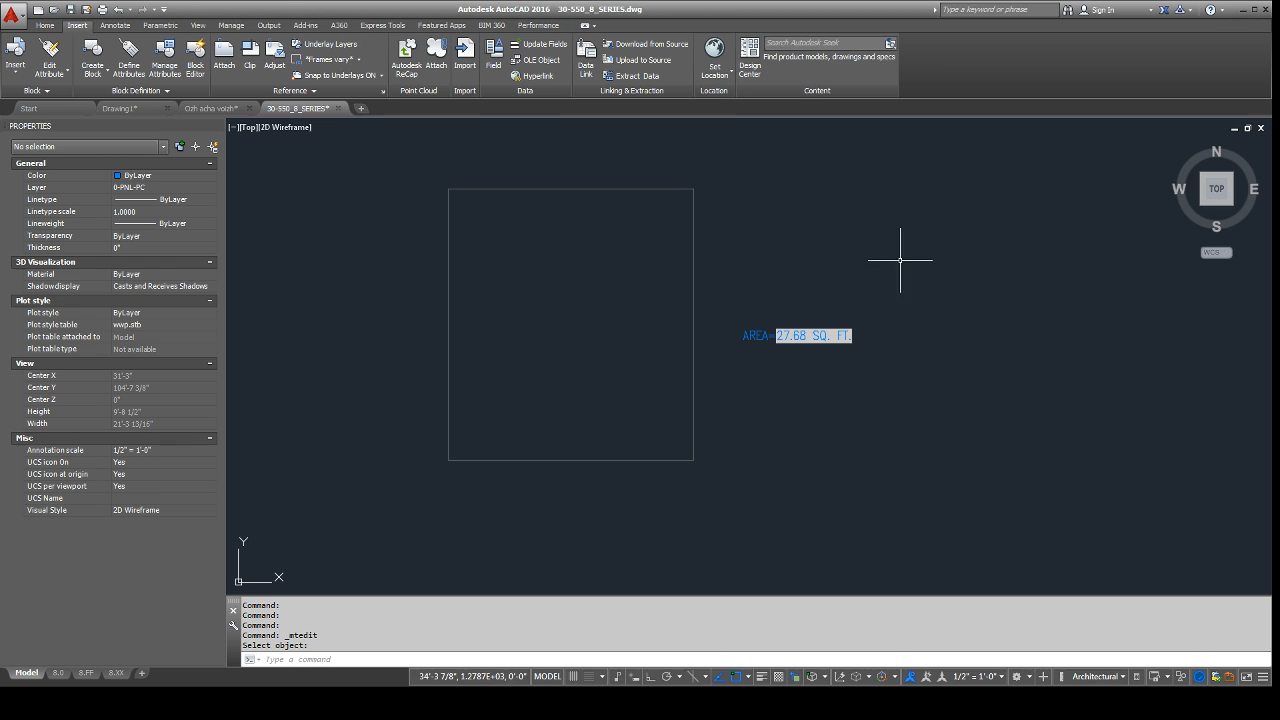 Autodesk AutoCAD 2016   30-550_8_SERIES.dwg
Type a keyword or phrase
Sign In
Home Insert Annotate Parametric View Manage Output Add-ins A360 Express Tools Featured Apps BIM 360 Performance
Insert
Edit
Attribute
Create
Block
Define
Attributes
Manage
Attributes
Block
Editor
Attach
Clip
Adjust
Underlay Layers
*Frames vary*
Snap to Underlays ON
Autodesk
ReCap
Attach
Import
Field
Update Fields
OLE Object
Hyperlink
Data
Link
Download from Source
Upload to Source
Extract Data
Set
Location
Design
Center
Search Autodesk Seek
Find product models, drawings and specs
Block
Block Definition
Reference
Point Cloud
Import
Data
Linking & Extraction
Location
Content
Start
Drawing1*
Ozh acha voizh*
30-550_8_SERIES*
PROPERTIES
No selection
General
Color ByLayer
Layer 0-PNL-PC
Linetype ByLayer
Linetype scale 1.0000
Lineweight ByLayer
Transparency ByLayer
Thickness 0"
3D Visualization
Material ByLayer
Shadow display Casts and Receives Shadows
Plot style
Plot style ByLayer
Plot style table wwp.stb
Plot table attached to Model
Plot table type Not available
View
Center X 31'-3"
Center Y 104'-7 3/8"
Center Z 0"
Height 9'-8 1/2"
Width 21'-3 13/16"
Misc
Annotation scale 1/2" = 1'-0"
UCS icon On Yes
UCS icon at origin Yes
UCS per viewport Yes
UCS Name
Visual Style 2D Wireframe
[−][Top][2D Wireframe]
N
W
TOP
E
S
WCS
AREA=27.68 SQ. FT.
Y
X
Command:
Command:
Command:
Command: _mtedit
Select object:
Type a command
Model 8.0 8.FF 8.XX
34'-3 7/8", 1.2787E+03, 0'-0" MODEL
1/2" = 1'-0"
Architectural